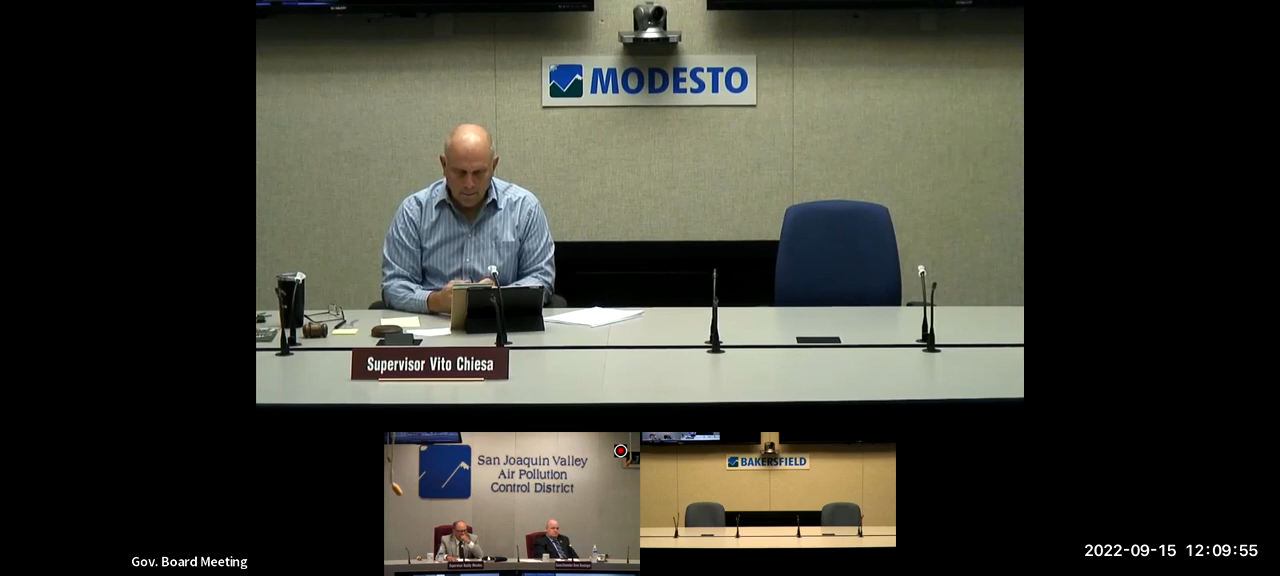 MODESTO
Supervisor Vito Chiesa
San Joaquin Valley
Air Pollution
Control District
BAKERSFIELD
Gov. Board Meeting
2022-09-15 12:09:55